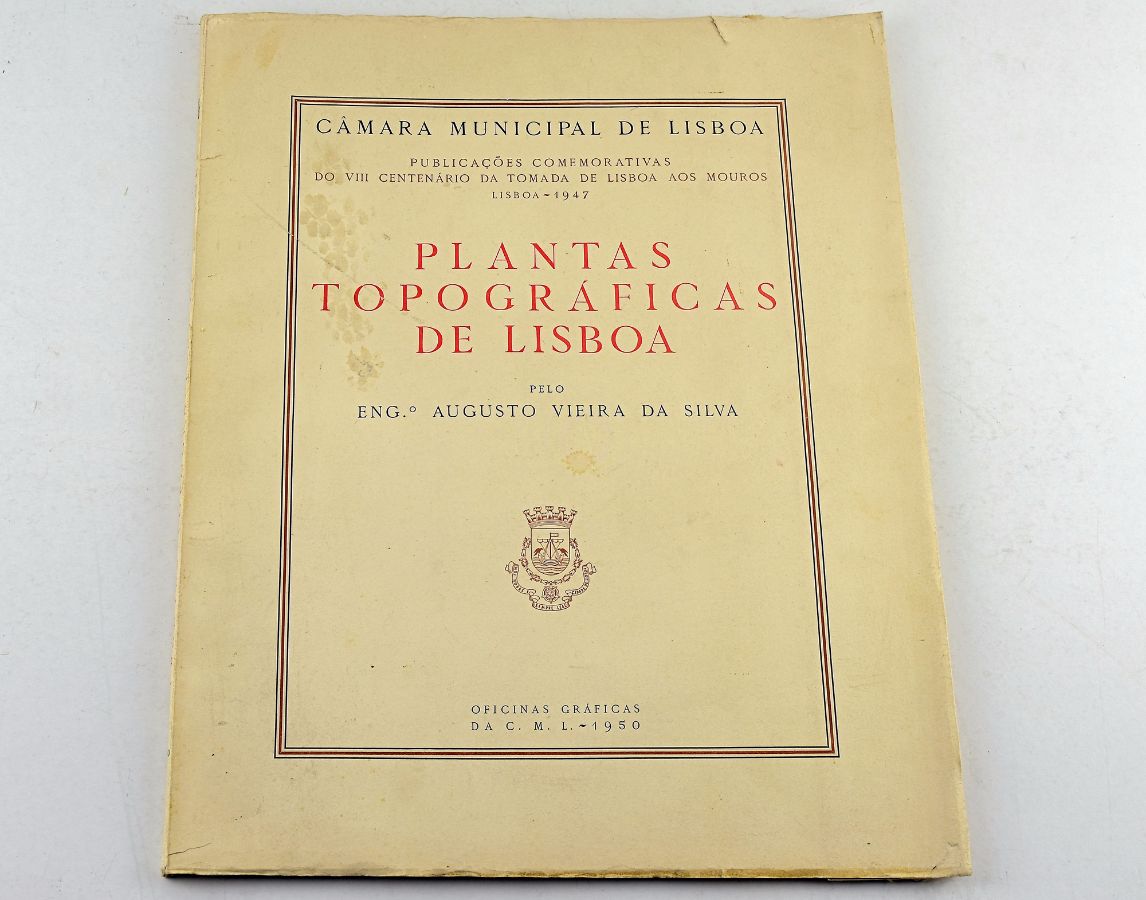 CÂMARA MUNICIPAL DE LISBOA
PUBLICAÇÕES COMEMORATIVAS
DO VIII CENTENÁRIO DA TOMADA DE LISBOA AOS MOUROS
LISBOA ~ 1947
PLANTAS
TOPOGRÁFICAS
DE LISBOA
PELO
ENG.º AUGUSTO VIEIRA DA SILVA
OFICINAS GRÁFICAS
DA C. M. L. ~ 1950